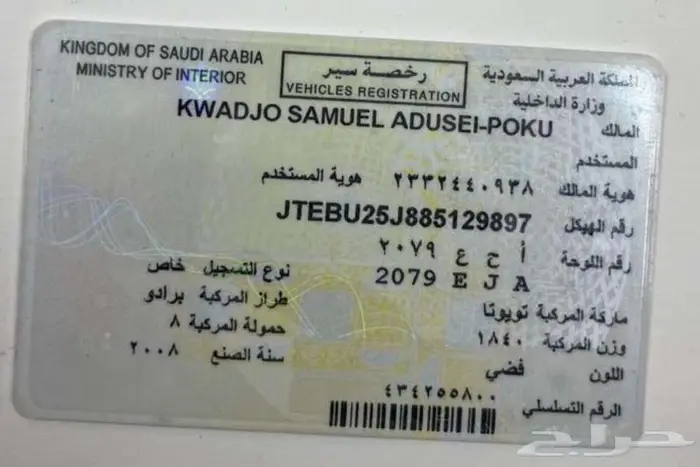 KINGDOM OF SAUDI ARABIA
MINISTRY OF INTERIOR
رخصة سير
VEHICLES REGISTRATION
المملكة العربية السعودية
وزارة الداخلية
المالك KWADJO SAMUEL ADUSEI-POKU
المستخدم
هوية المالك ٢٣٣٢٤٤٠٩٣٨ هوية المستخدم
رقم الهيكل JTEBU25J885129897
رقم اللوحة أ ح ع ٢٠٧٩
2079 E J A
نوع التسجيل خاص
ماركة المركبة تويوتا طراز المركبة برادو
وزن المركبة ١٨٤٠ حمولة المركبة ٨
اللون فضي سنة الصنع ٢٠٠٨
الرقم التسلسلي ٤٣٤٢٥٥٨٠٠
حراج